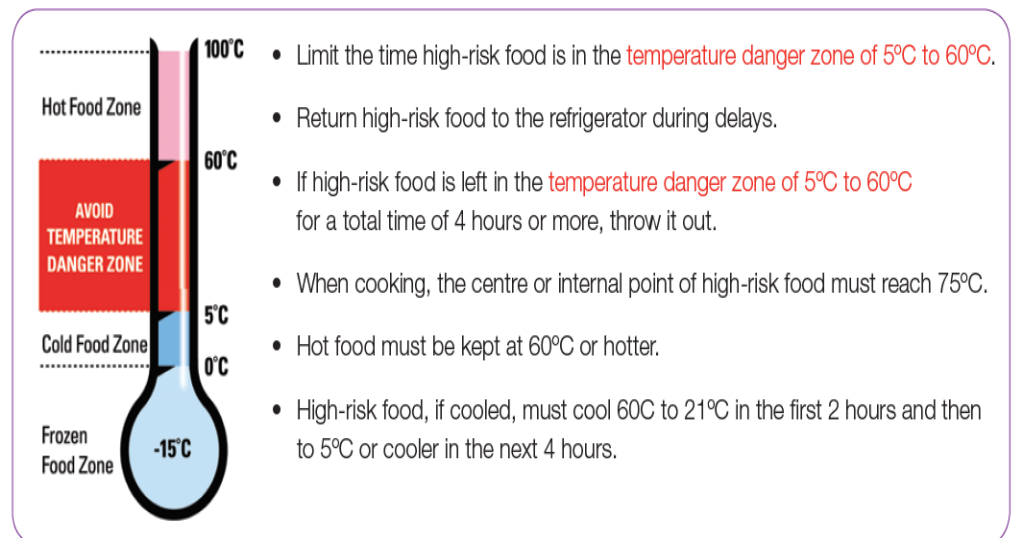 100°C
Hot Food Zone
60°C
AVOID
TEMPERATURE
DANGER ZONE
5°C
Cold Food Zone
0°C
Frozen
Food Zone
-15°C
• Limit the time high-risk food is in the temperature danger zone of 5ºC to 60ºC.
• Return high-risk food to the refrigerator during delays.
• If high-risk food is left in the temperature danger zone of 5ºC to 60ºC
for a total time of 4 hours or more, throw it out.
• When cooking, the centre or internal point of high-risk food must reach 75ºC.
• Hot food must be kept at 60ºC or hotter.
• High-risk food, if cooled, must cool 60C to 21ºC in the first 2 hours and then
to 5ºC or cooler in the next 4 hours.